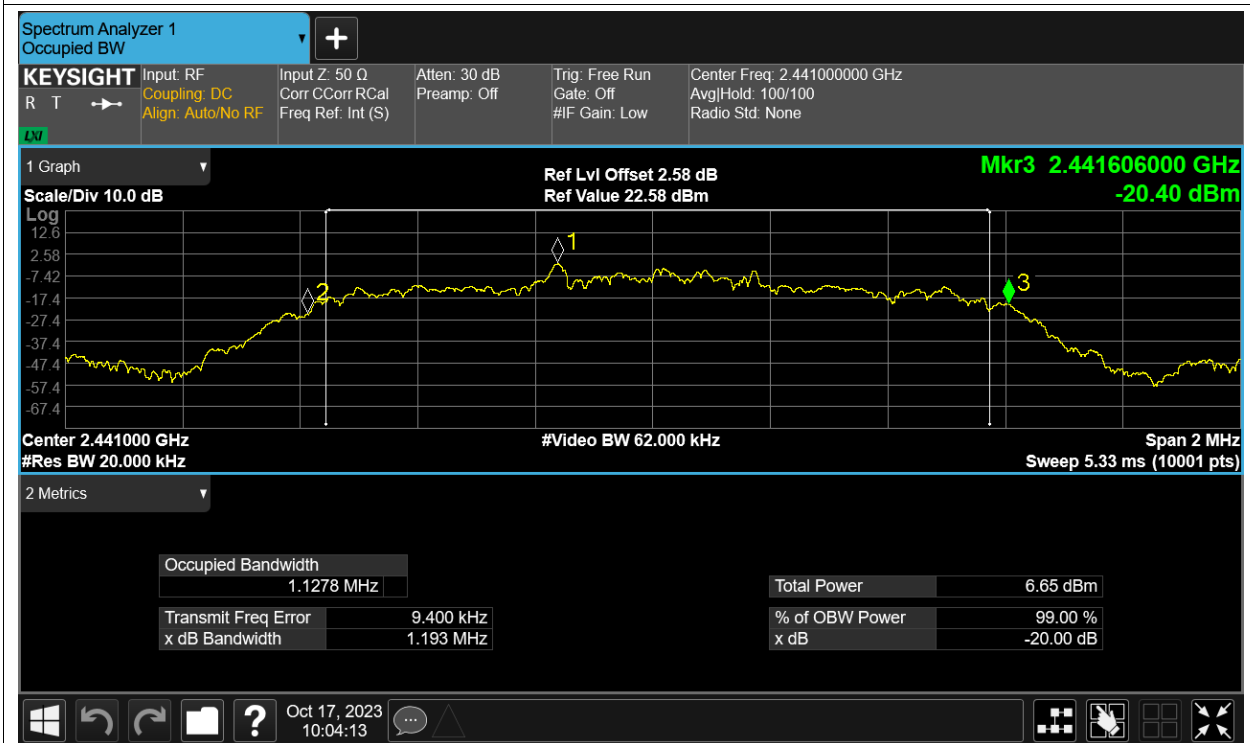 Spectrum Analyzer 1
Occupied BW
KEYSIGHT
R T
LXI
Input: RF
Coupling: DC
Align: Auto/No RF
Input Z: 50 Ω
Corr CCorr RCal
Freq Ref: Int (S)
Atten: 30 dB
Preamp: Off
Trig: Free Run
Gate: Off
#IF Gain: Low
Center Freq: 2.441000000 GHz
Avg|Hold: 100/100
Radio Std: None
1 Graph
Scale/Div 10.0 dB
Ref Lvl Offset 2.58 dB
Ref Value 22.58 dBm
Mkr3 2.441606000 GHz
-20.40 dBm
Log
12.6
2.58
-7.42
-17.4
-27.4
-37.4
-47.4
-57.4
-67.4
1
2
3
Center 2.441000 GHz
#Res BW 20.000 kHz
#Video BW 62.000 kHz
Span 2 MHz
Sweep 5.33 ms (10001 pts)
2 Metrics
Occupied Bandwidth
1.1278 MHz
Total Power 6.65 dBm
Transmit Freq Error 9.400 kHz
% of OBW Power 99.00 %
x dB Bandwidth 1.193 MHz
x dB -20.00 dB
?
Oct 17, 2023
10:04:13